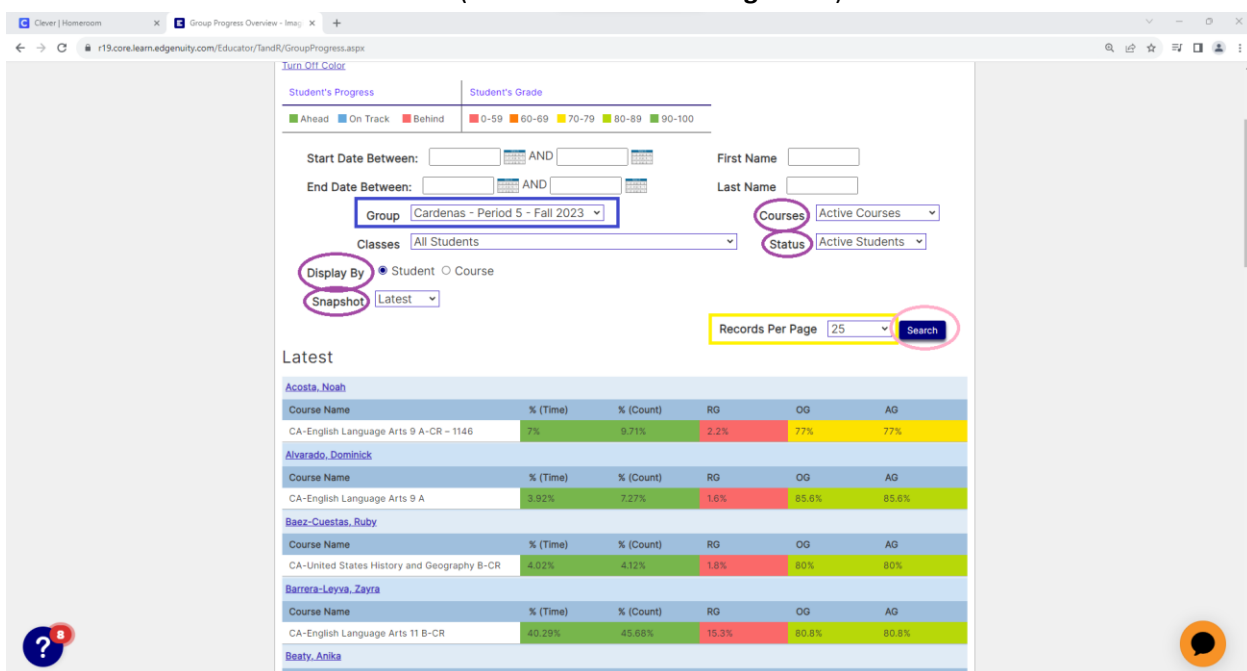 Clever | Homeroom
Group Progress Overview - Imag
r19.core.learn.edgenuity.com/Educator/TandR/GroupProgress.aspx
Turn Off Color
Student's Progress Student's Grade
Ahead On Track Behind 0-59 60-69 70-79 80-89 90-100
Start Date Between: AND First Name
End Date Between: AND Last Name
Group Cardenas - Period 5 - Fall 2023 Courses Active Courses
Classes All Students Status Active Students
Display By Student Course
Snapshot Latest
Records Per Page 25 Search
Latest
Acosta, Noah
Course Name % (Time) % (Count) RG OG AG
CA-English Language Arts 9 A-CR – 1146 7% 9.71% 2.2% 77% 77%
Alvarado, Dominick
Course Name % (Time) % (Count) RG OG AG
CA-English Language Arts 9 A 3.92% 7.27% 1.6% 85.6% 85.6%
Baez-Cuestas, Ruby
Course Name % (Time) % (Count) RG OG AG
CA-United States History and Geography B-CR 4.02% 4.12% 1.8% 80% 80%
Barrera-Leyva, Zayra
Course Name % (Time) % (Count) RG OG AG
CA-English Language Arts 11 B-CR 40.29% 45.68% 15.3% 80.8% 80.8%
Beaty, Anika
? 8